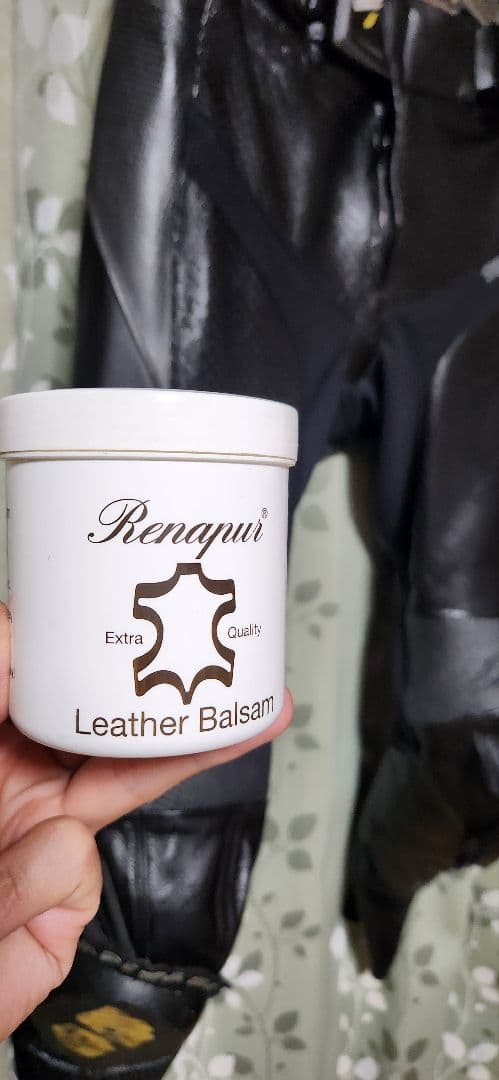 Renapur®
Extra Quality
Leather Balsam